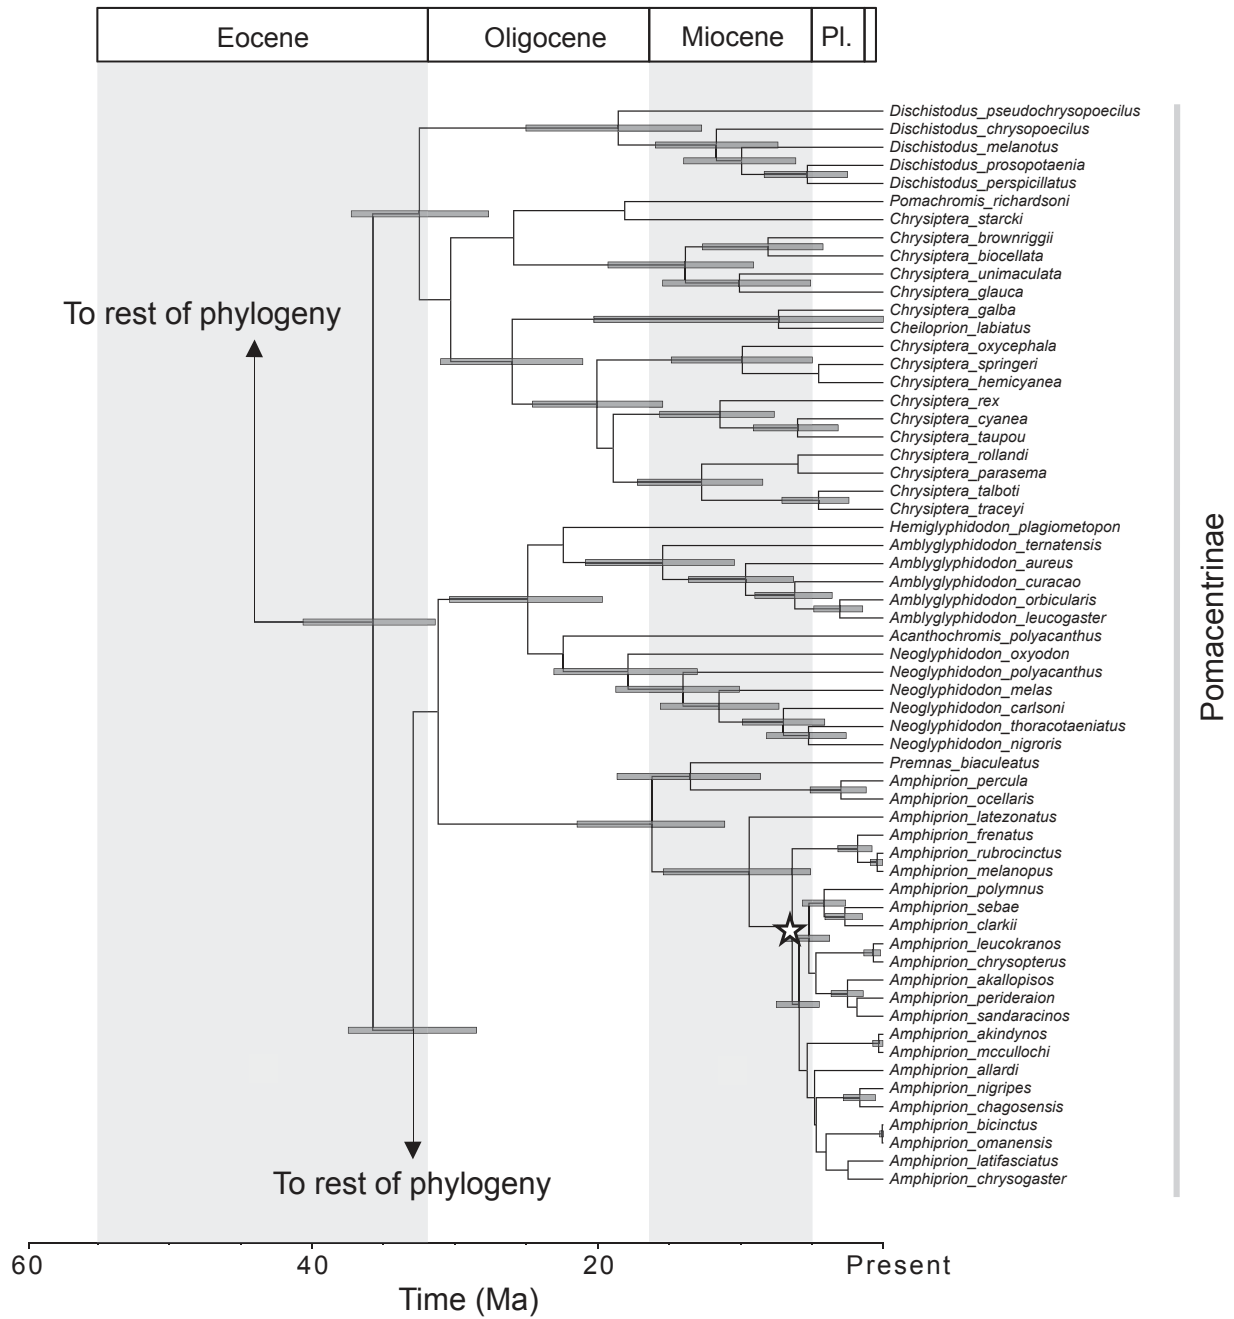 Eocene
Oligocene
Miocene
Pl.
Dischistodus_pseudochrysopoecilus
Dischistodus_chrysopoecilus
Dischistodus_melanotus
Dischistodus_prosopotaenia
Dischistodus_perspicillatus
Pomachromis_richardsoni
Chrysiptera_starcki
Chrysiptera_brownriggii
Chrysiptera_biocellata
Chrysiptera_unimaculata
Chrysiptera_glauca
Chrysiptera_galba
Cheiloprion_labiatus
Chrysiptera_oxycephala
Chrysiptera_springeri
Chrysiptera_hemicyanea
Chrysiptera_rex
Chrysiptera_cyanea
Chrysiptera_taupou
Chrysiptera_rollandi
Chrysiptera_parasema
Chrysiptera_talboti
Chrysiptera_traceyi
Hemiglyphidodon_plagiometopon
Amblyglyphidodon_ternatensis
Amblyglyphidodon_aureus
Amblyglyphidodon_curacao
Amblyglyphidodon_orbicularis
Amblyglyphidodon_leucogaster
Acanthochromis_polyacanthus
Neoglyphidodon_oxyodon
Neoglyphidodon_polyacanthus
Neoglyphidodon_melas
Neoglyphidodon_carlsoni
Neoglyphidodon_thoracotaeniatus
Neoglyphidodon_nigroris
Premnas_biaculeatus
Amphiprion_percula
Amphiprion_ocellaris
Amphiprion_latezonatus
Amphiprion_frenatus
Amphiprion_rubrocinctus
Amphiprion_melanopus
Amphiprion_polymnus
Amphiprion_sebae
Amphiprion_clarkii
Amphiprion_leucokranos
Amphiprion_chrysopterus
Amphiprion_akallopisos
Amphiprion_perideraion
Amphiprion_sandaracinos
Amphiprion_akindynos
Amphiprion_mccullochi
Amphiprion_allardi
Amphiprion_nigripes
Amphiprion_chagosensis
Amphiprion_bicinctus
Amphiprion_omanensis
Amphiprion_latifasciatus
Amphiprion_chrysogaster
Pomacentrinae
To rest of phylogeny
To rest of phylogeny
60
40
20
Present
Time (Ma)